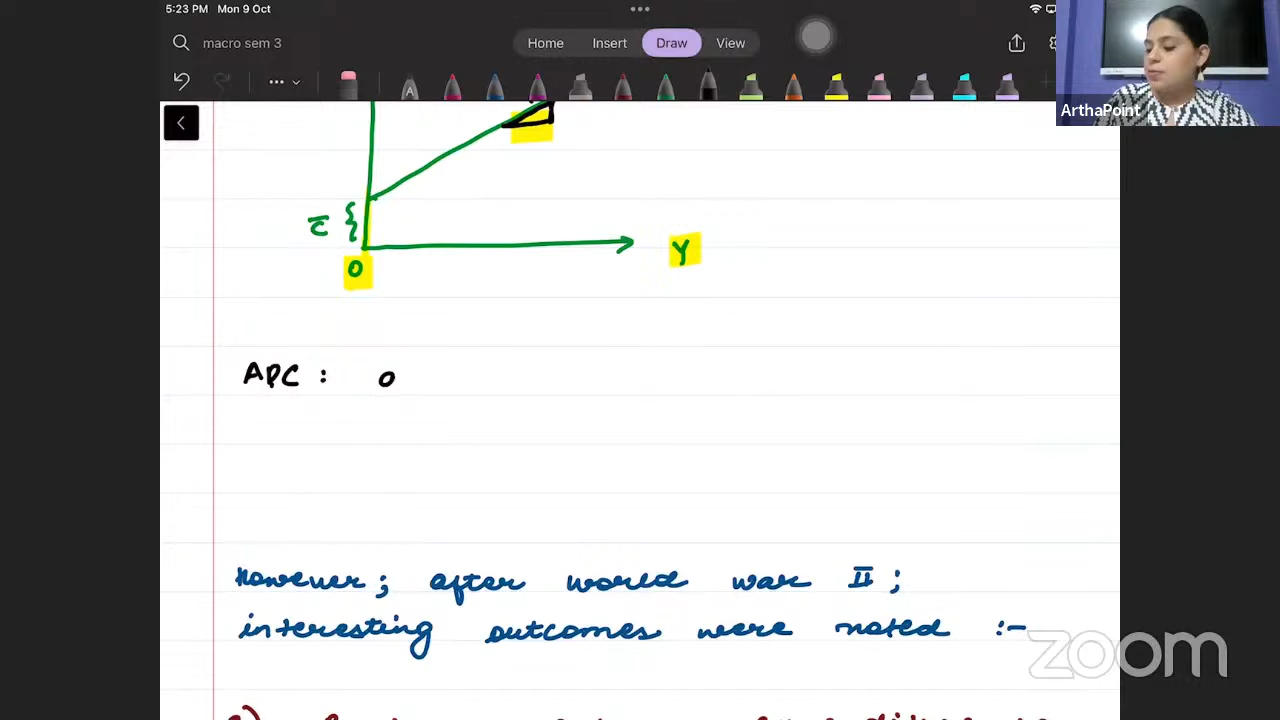 5:23 PM Mon 9 Oct
macro sem 3
Home Insert Draw View
A
ArthaPoint
C̅ {
O
Y
APC : o
However; after world war II;
interesting outcomes were noted :-
zoom